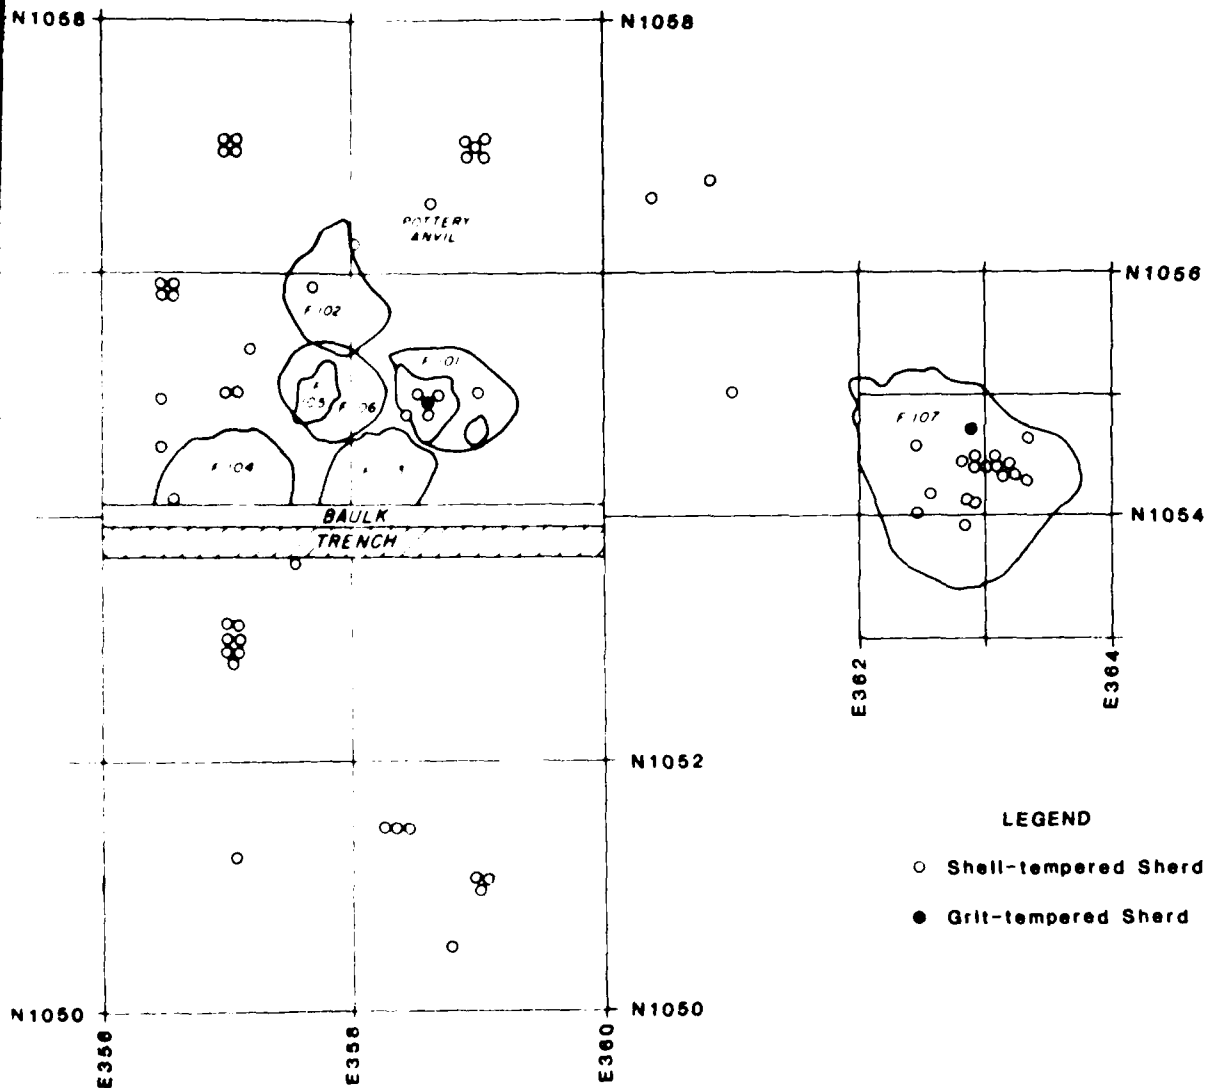 N1058
N1058
POTTERY
ANVIL
N1056
F 102
F 101
F 105
F 106
F 107
F 104
F
BAULK
N1054
TRENCH
E362
E364
N1052
LEGEND
Shell-tempered Sherd
Grit-tempered Sherd
N1050
N1050
E356
E358
E360